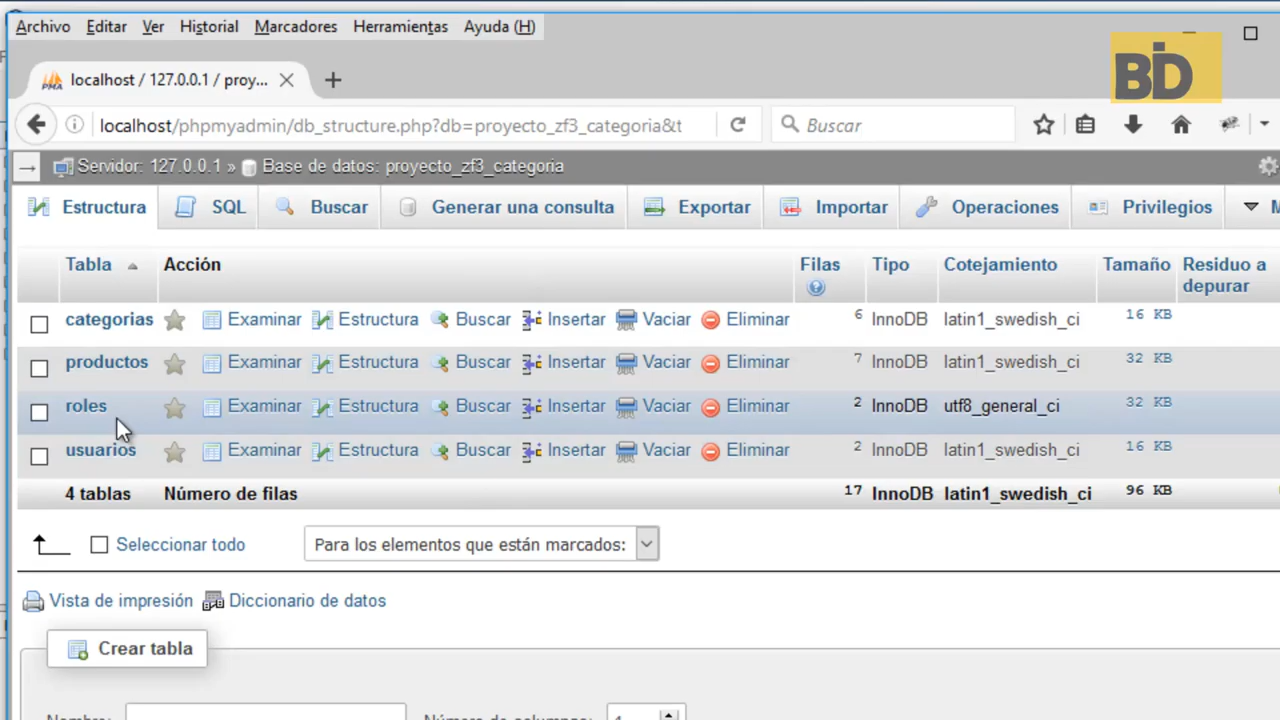 Archivo Editar Ver Historial Marcadores Herramientas Ayuda (H)
BID
localhost / 127.0.0.1 / proy...
localhost/phpmyadmin/db_structure.php?db=proyecto_zf3_categoria&t
Buscar
Servidor: 127.0.0.1 » Base de datos: proyecto_zf3_categoria
Estructura SQL Buscar Generar una consulta Exportar Importar Operaciones Privilegios M
Tabla Acción Filas Tipo Cotejamiento Tamaño Residuo a depurar
categorias Examinar Estructura Buscar Insertar Vaciar Eliminar 6 InnoDB latin1_swedish_ci 16 KB
productos Examinar Estructura Buscar Insertar Vaciar Eliminar 7 InnoDB latin1_swedish_ci 32 KB
roles Examinar Estructura Buscar Insertar Vaciar Eliminar 2 InnoDB utf8_general_ci 32 KB
usuarios Examinar Estructura Buscar Insertar Vaciar Eliminar 2 InnoDB latin1_swedish_ci 16 KB
4 tablas Número de filas 17 InnoDB latin1_swedish_ci 96 KB
Seleccionar todo Para los elementos que están marcados:
Vista de impresión Diccionario de datos
Crear tabla
Nombre: Número de columnas: